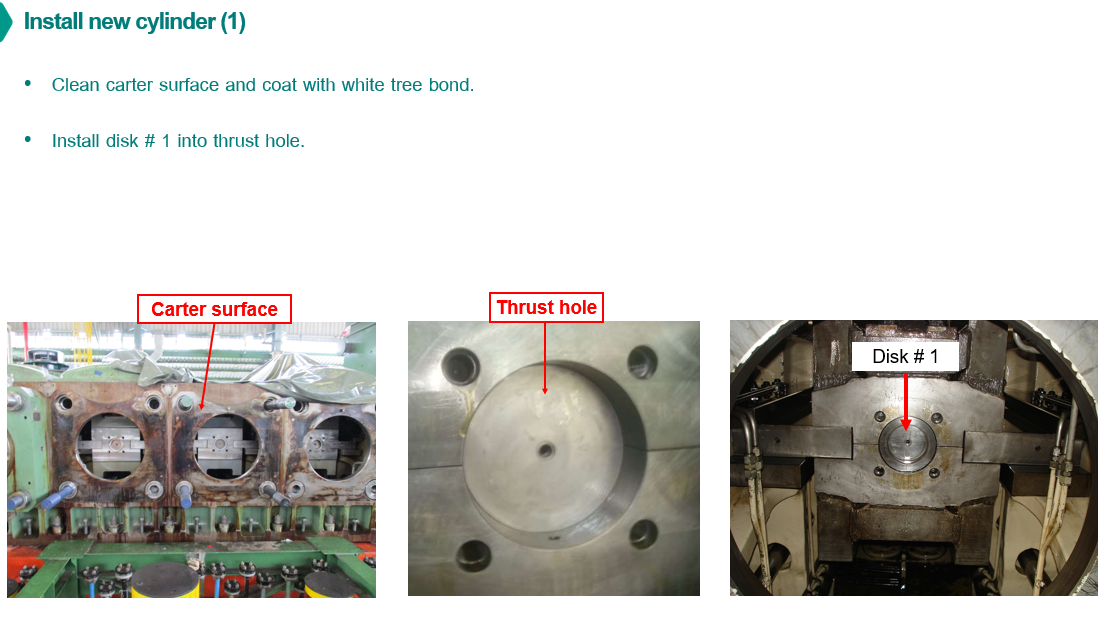 Install new cylinder (1)
• Clean carter surface and coat with white tree bond.
• Install disk # 1 into thrust hole.
Carter surface
Thrust hole
Disk # 1